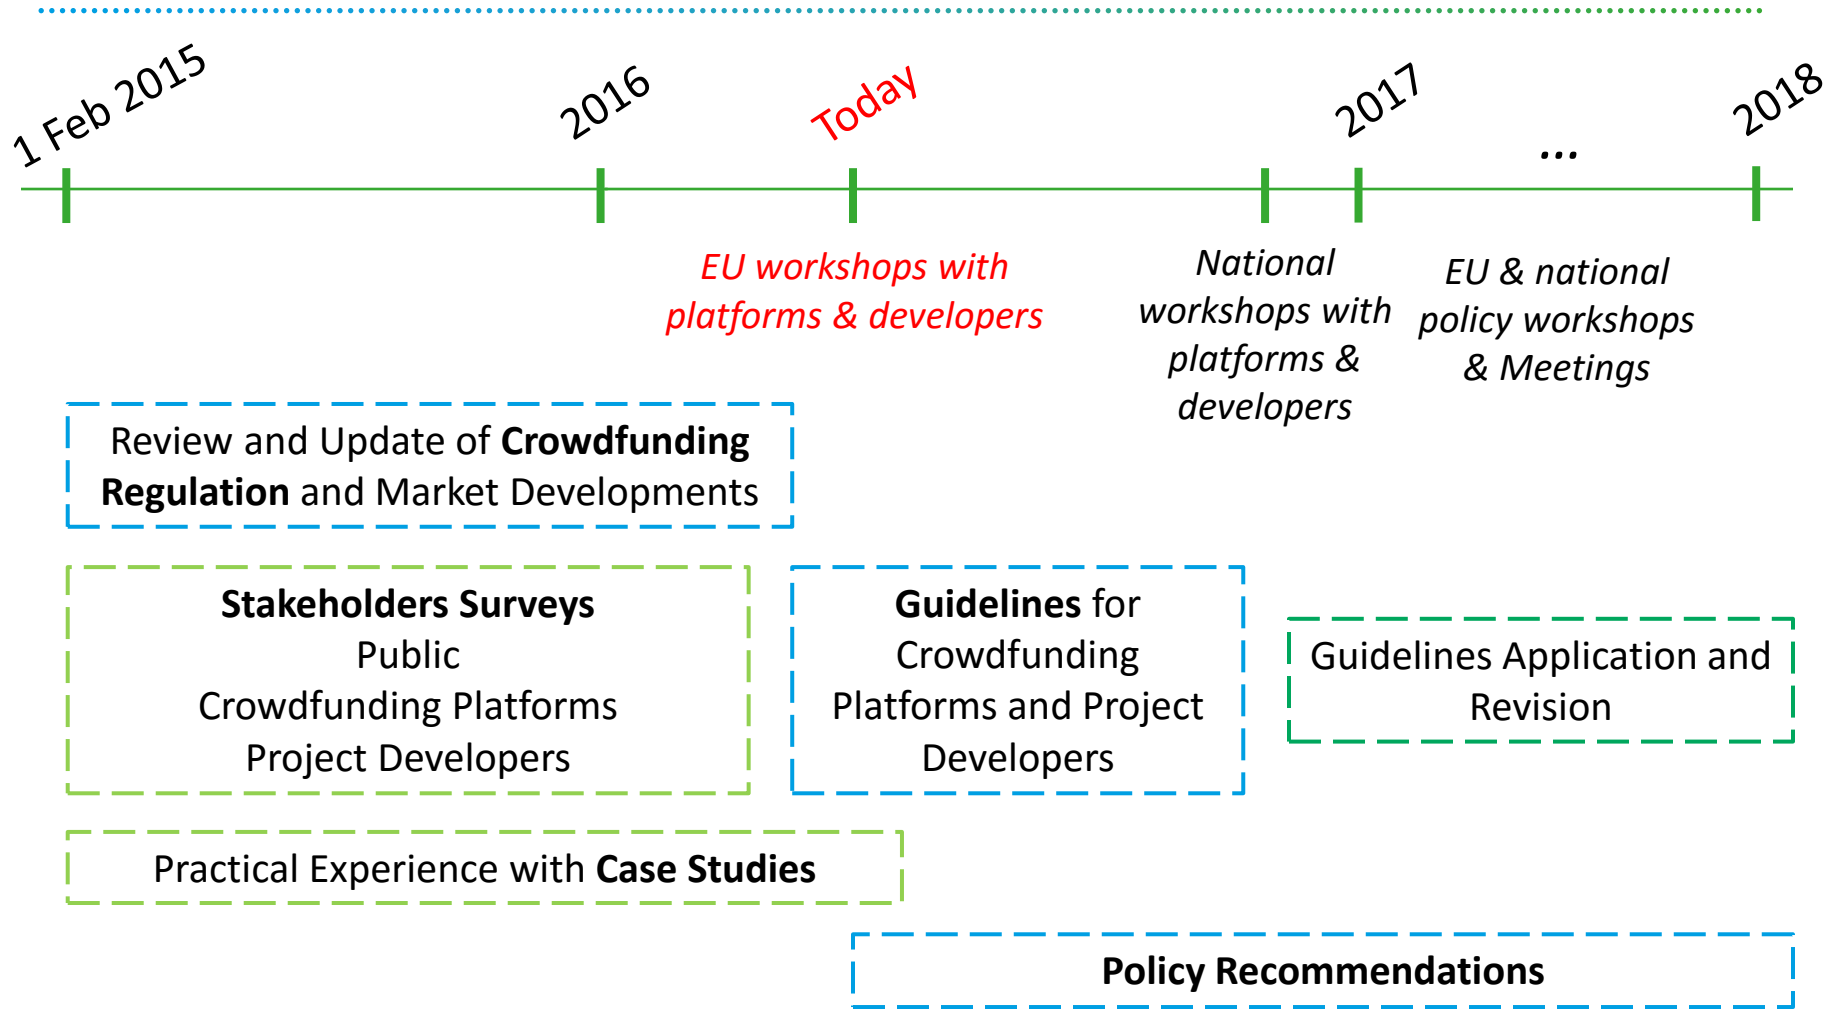 1 Feb 2015
2016
Today
2017
...
2018
EU workshops with
platforms & developers
National
workshops with
platforms &
developers
EU & national
policy workshops
& Meetings
Review and Update of Crowdfunding
Regulation and Market Developments
Stakeholders Surveys
Public
Crowdfunding Platforms
Project Developers
Guidelines for
Crowdfunding
Platforms and Project
Developers
Guidelines Application and
Revision
Practical Experience with Case Studies
Policy Recommendations